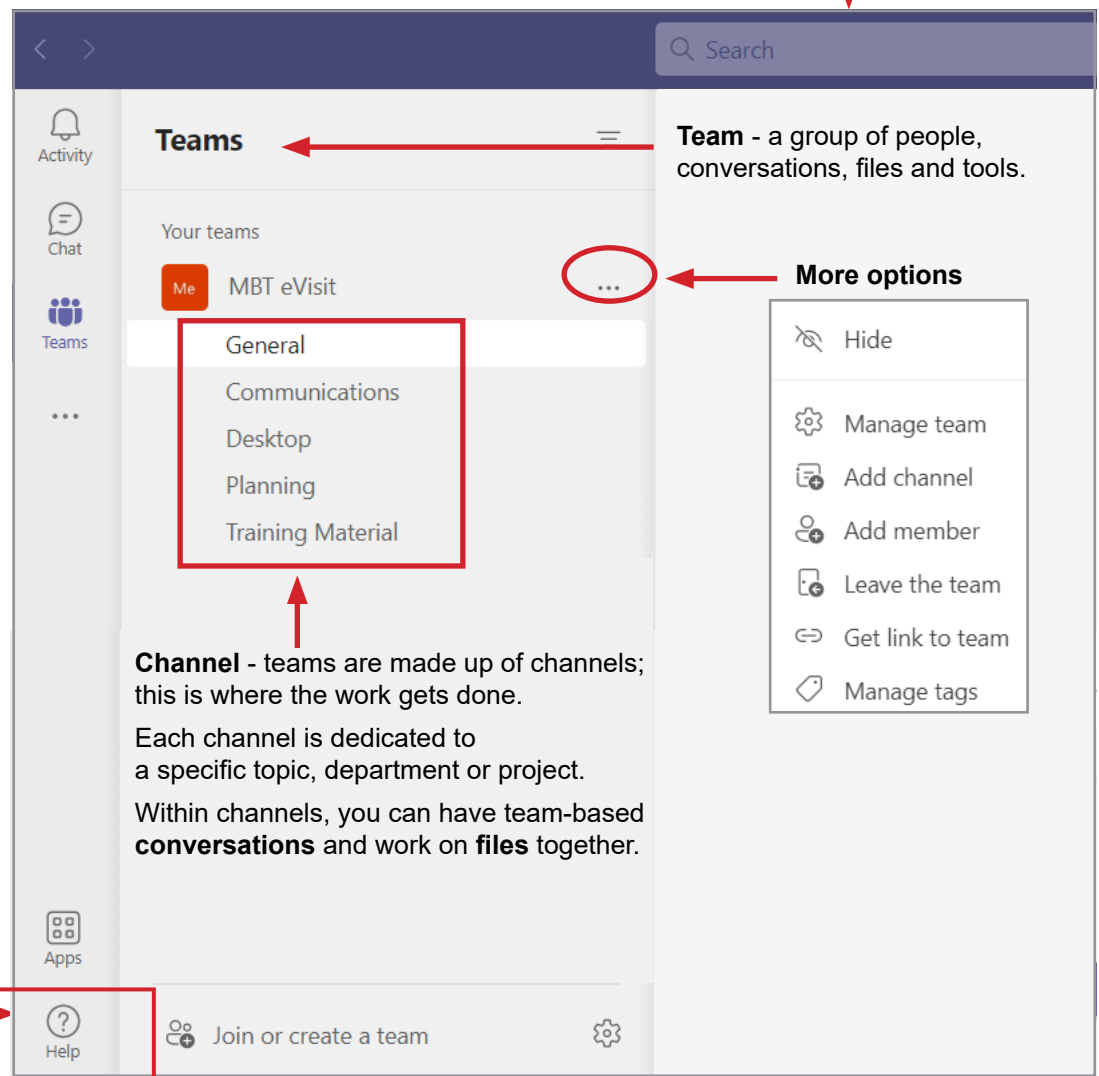 Search
Activity
Teams
Team - a group of people,
conversations, files and tools.
Chat
Your teams
Me MBT eVisit ...
More options
Teams
General
Communications
Desktop
Planning
Training Material
...
Hide
Manage team
Add channel
Add member
Leave the team
Get link to team
Manage tags
Channel - teams are made up of channels;
this is where the work gets done.
Each channel is dedicated to
a specific topic, department or project.
Within channels, you can have team-based
conversations and work on files together.
Apps
Help
Join or create a team